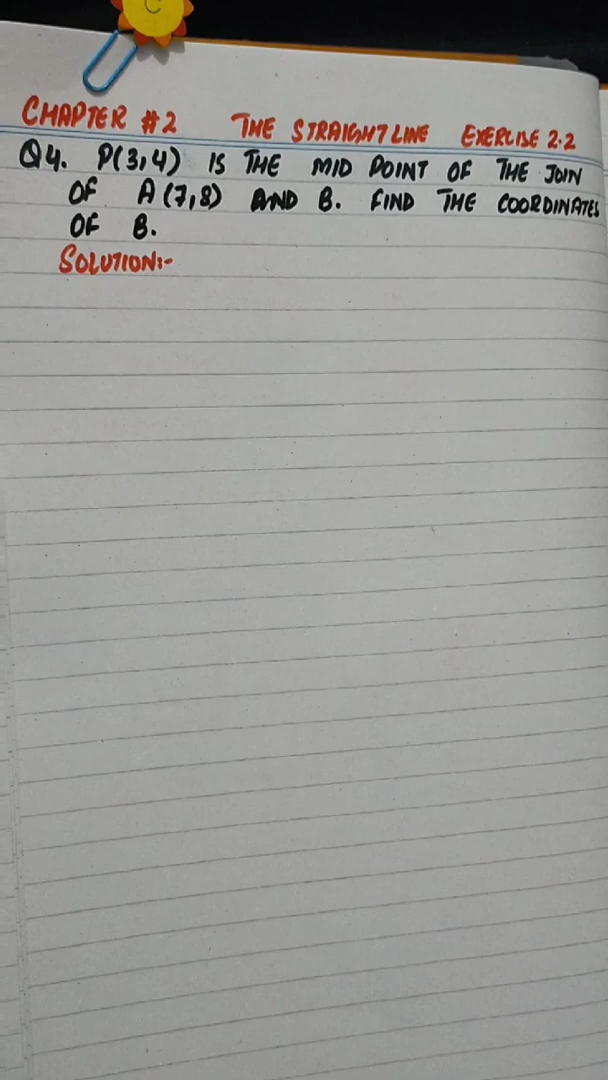 C
CHAPTER #2 THE STRAIGHT LINE EXERCISE 2.2
Q4. P(3,4) IS THE MID POINT OF THE JOIN
OF A(7,8) AND B. FIND THE COORDINATES
OF B.
SOLUTION:-